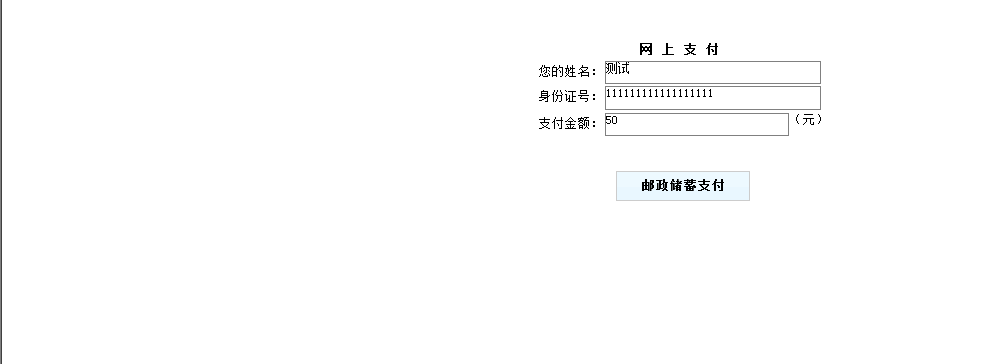 网 上 支 付
您的姓名： 测试
身份证号： 111111111111111111
支付金额： 50 （元）
邮政储蓄支付